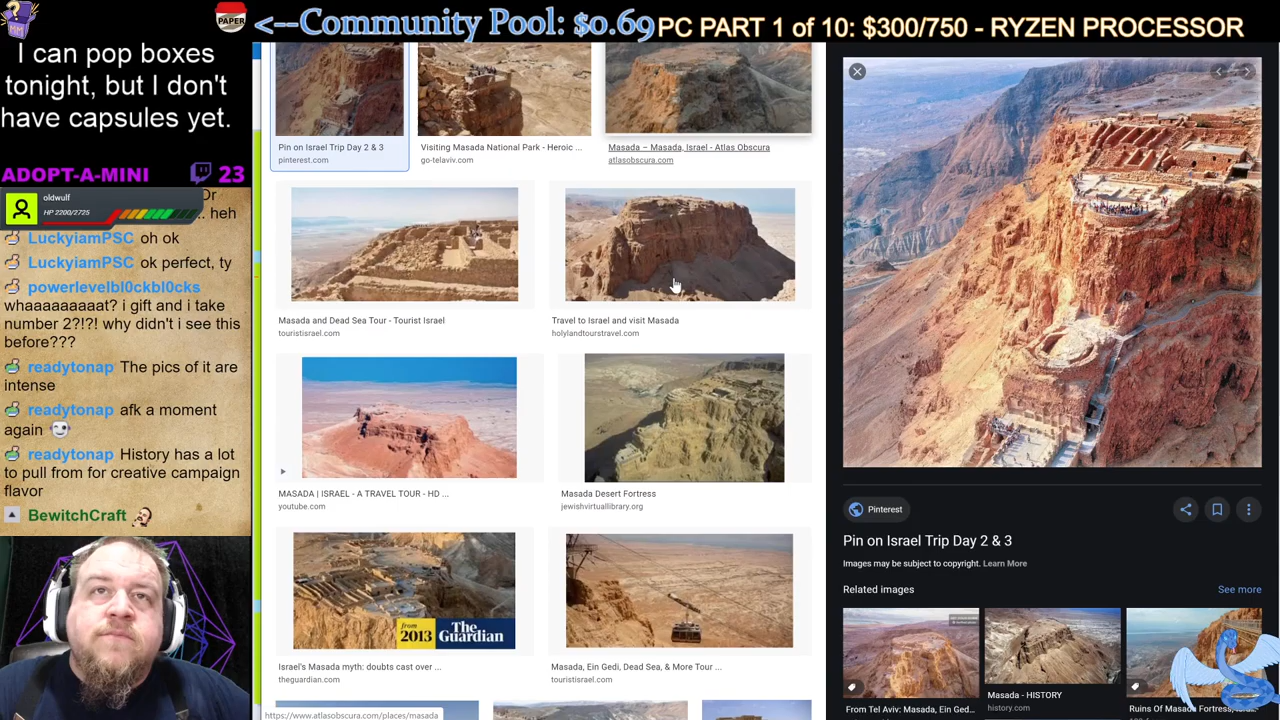 <--Community Pool: $0.69
PC PART 1 of 10: $300/750 - RYZEN PROCESSOR
MM
PAPER
I can pop boxes
tonight, but I don't
have capsules yet.
ADOPT-A-MINI
23
oldwulf
HP 2200/2725
Or
.. heh
LuckyiamPSC oh ok
LuckyiamPSC ok perfect, ty
powerlevelbl0ckbl0cks
whaaaaaaat? i gift and i take
number 2?!?! why didn't i see this
before???
readytonap The pics of it are
intense
readytonap afk a moment
again
readytonap History has a lot
to pull from for creative campaign
flavor
BewitchCraft
Pin on Israel Trip Day 2 & 3
pinterest.com
Visiting Masada National Park - Heroic ...
go-telaviv.com
Masada – Masada, Israel - Atlas Obscura
atlasobscura.com
Masada and Dead Sea Tour - Tourist Israel
touristisrael.com
Travel to Israel and visit Masada
holylandtourstravel.com
MASADA | ISRAEL - A TRAVEL TOUR - HD ...
youtube.com
Masada Desert Fortress
jewishvirtuallibrary.org
from
2013
The
Guardian
Israel's Masada myth: doubts cast over ...
theguardian.com
Masada, Ein Gedi, Dead Sea, & More Tour ...
touristisrael.com
https://www.atlasobscura.com/places/masada
Pinterest
Pin on Israel Trip Day 2 & 3
Images may be subject to copyright. Learn More
Related images
See more
From Tel Aviv: Masada, Ein Ged...
Masada - HISTORY
history.com
Ruins Of Masada Fortress,